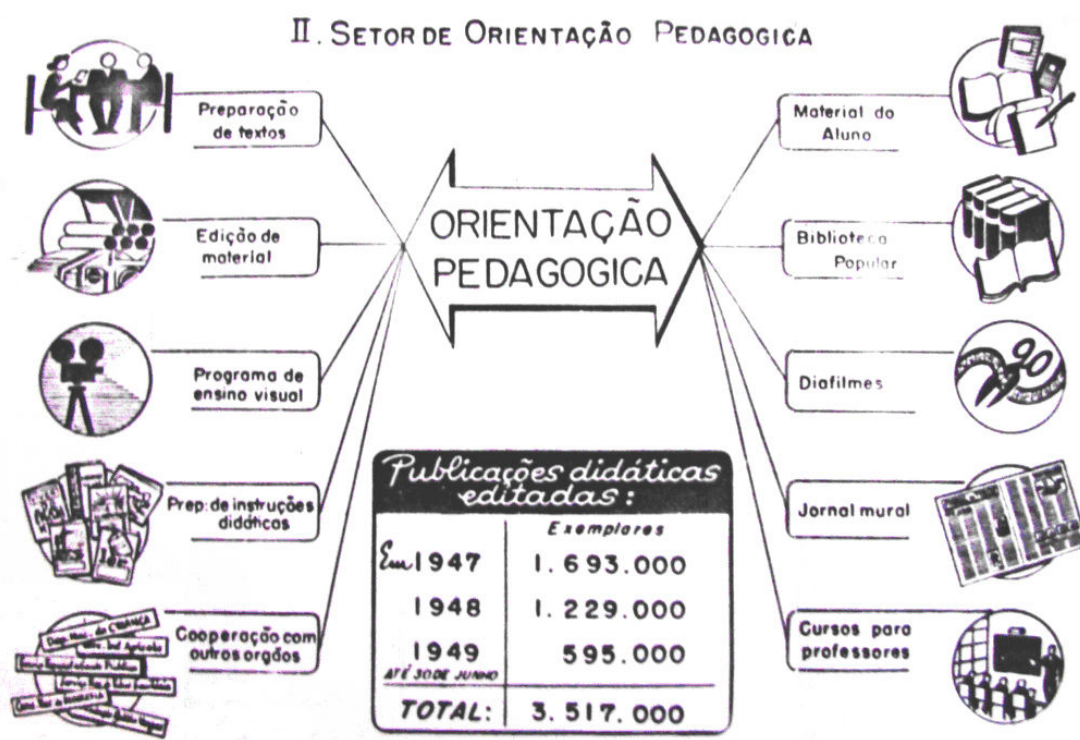 II. SETOR DE ORIENTAÇÃO PEDAGOGICA
Preparação
de textos
Edição de
material
Programa de
ensino visual
Prep: de instruções
didáticas
Cooperação com
outros orgãos
ORIENTAÇÃO
PEDAGOGICA
Material do
Aluno
Biblioteca
Popular
Diafilmes
Jornal mural
Cursos para
professores
Publicações didáticas
editadas:
Exemplares
Em 1947 1.693.000
1948 1.229.000
1949 595.000
ATÉ 30 DE JUNHO
TOTAL: 3.517.000
CRIANÇA